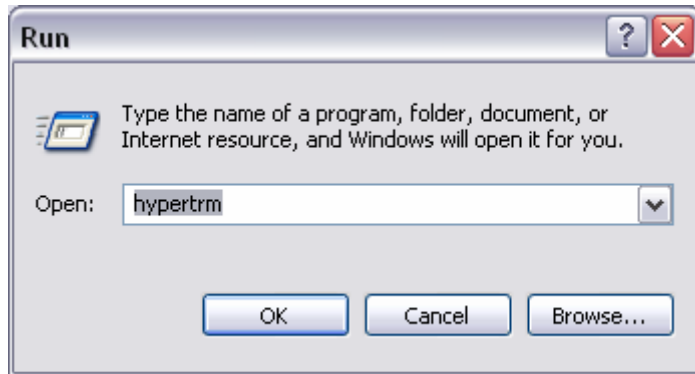 Run
Type the name of a program, folder, document, or
Internet resource, and Windows will open it for you.
Open: hypertrm
OK Cancel Browse...